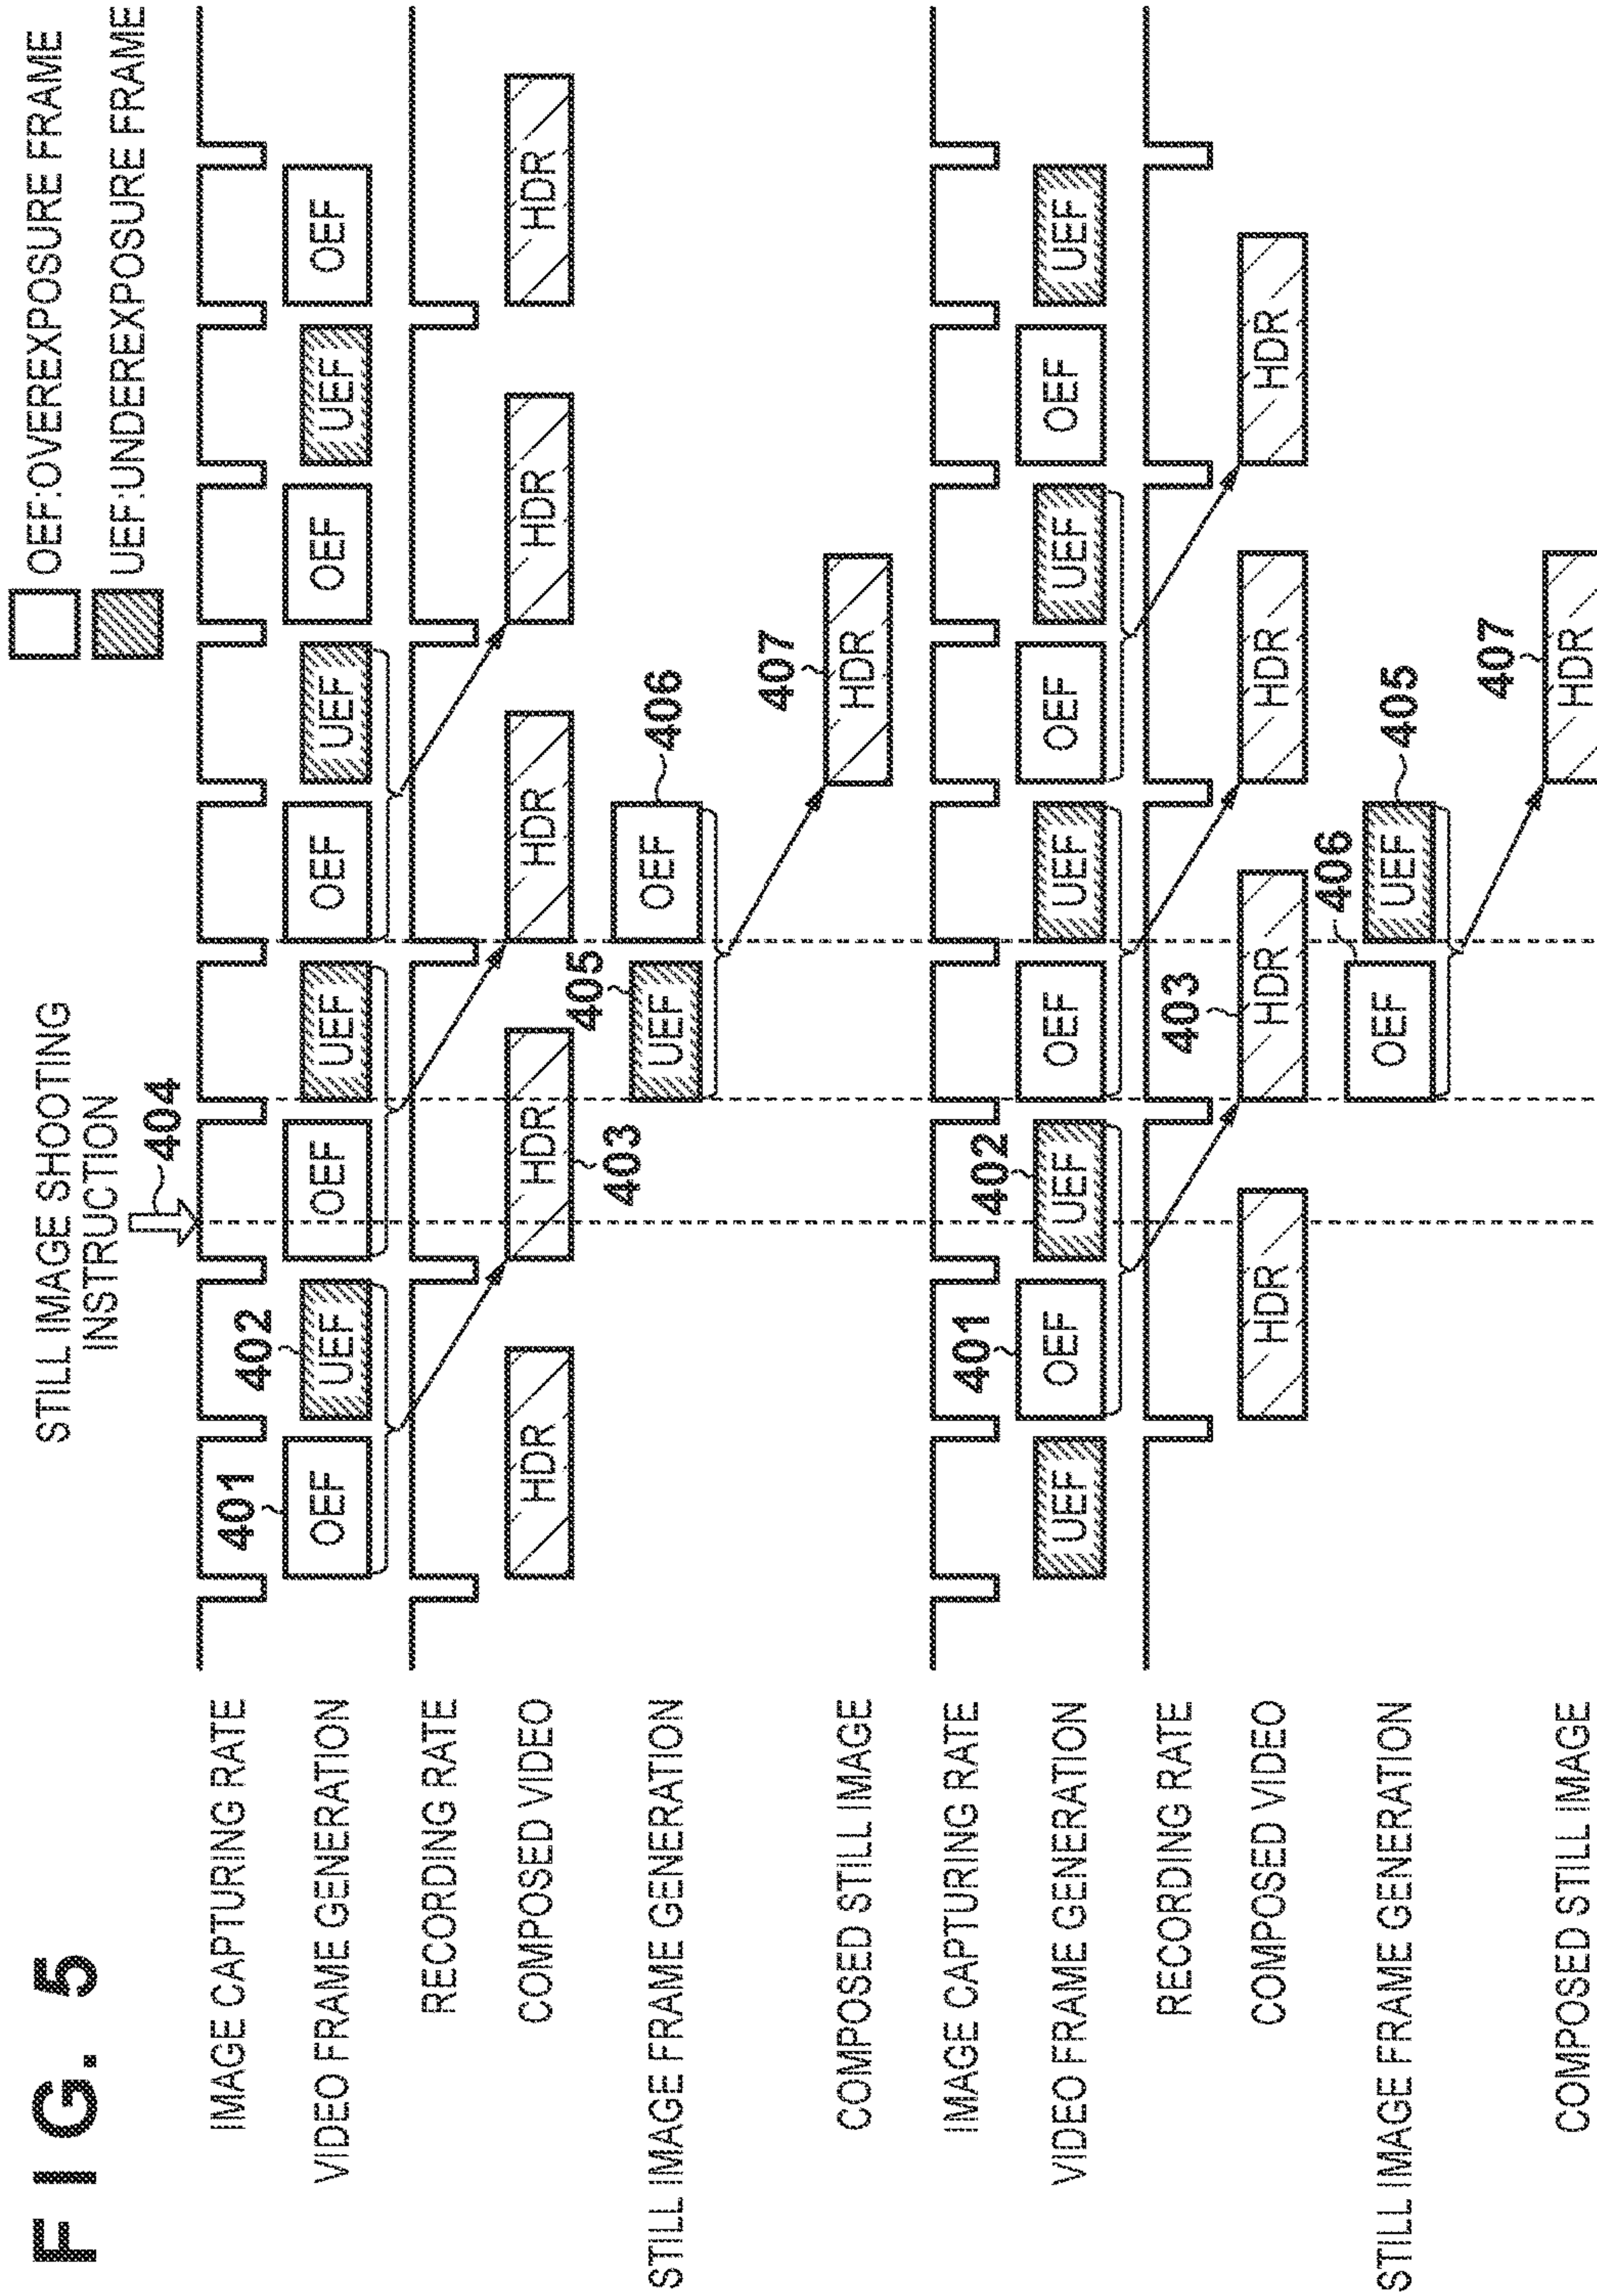 FIG. 5
OEF:OVEREXPOSURE FRAME
UEF:UNDEREXPOSURE FRAME
STILL IMAGE SHOOTING
INSTRUCTION
404
IMAGE CAPTURING RATE
401
402
VIDEO FRAME GENERATION
OEF
UEF
OEF
UEF
OEF
UEF
OEF
UEF
OEF
RECORDING RATE
COMPOSED VIDEO
HDR
HDR
HDR
HDR
HDR
403
405
406
STILL IMAGE FRAME GENERATION
UEF
OEF
407
COMPOSED STILL IMAGE
HDR
IMAGE CAPTURING RATE
401
402
VIDEO FRAME GENERATION
UEF
OEF
UEF
OEF
UEF
OEF
UEF
OEF
UEF
RECORDING RATE
403
COMPOSED VIDEO
HDR
HDR
HDR
HDR
406
405
STILL IMAGE FRAME GENERATION
OEF
UEF
407
COMPOSED STILL IMAGE
HDR